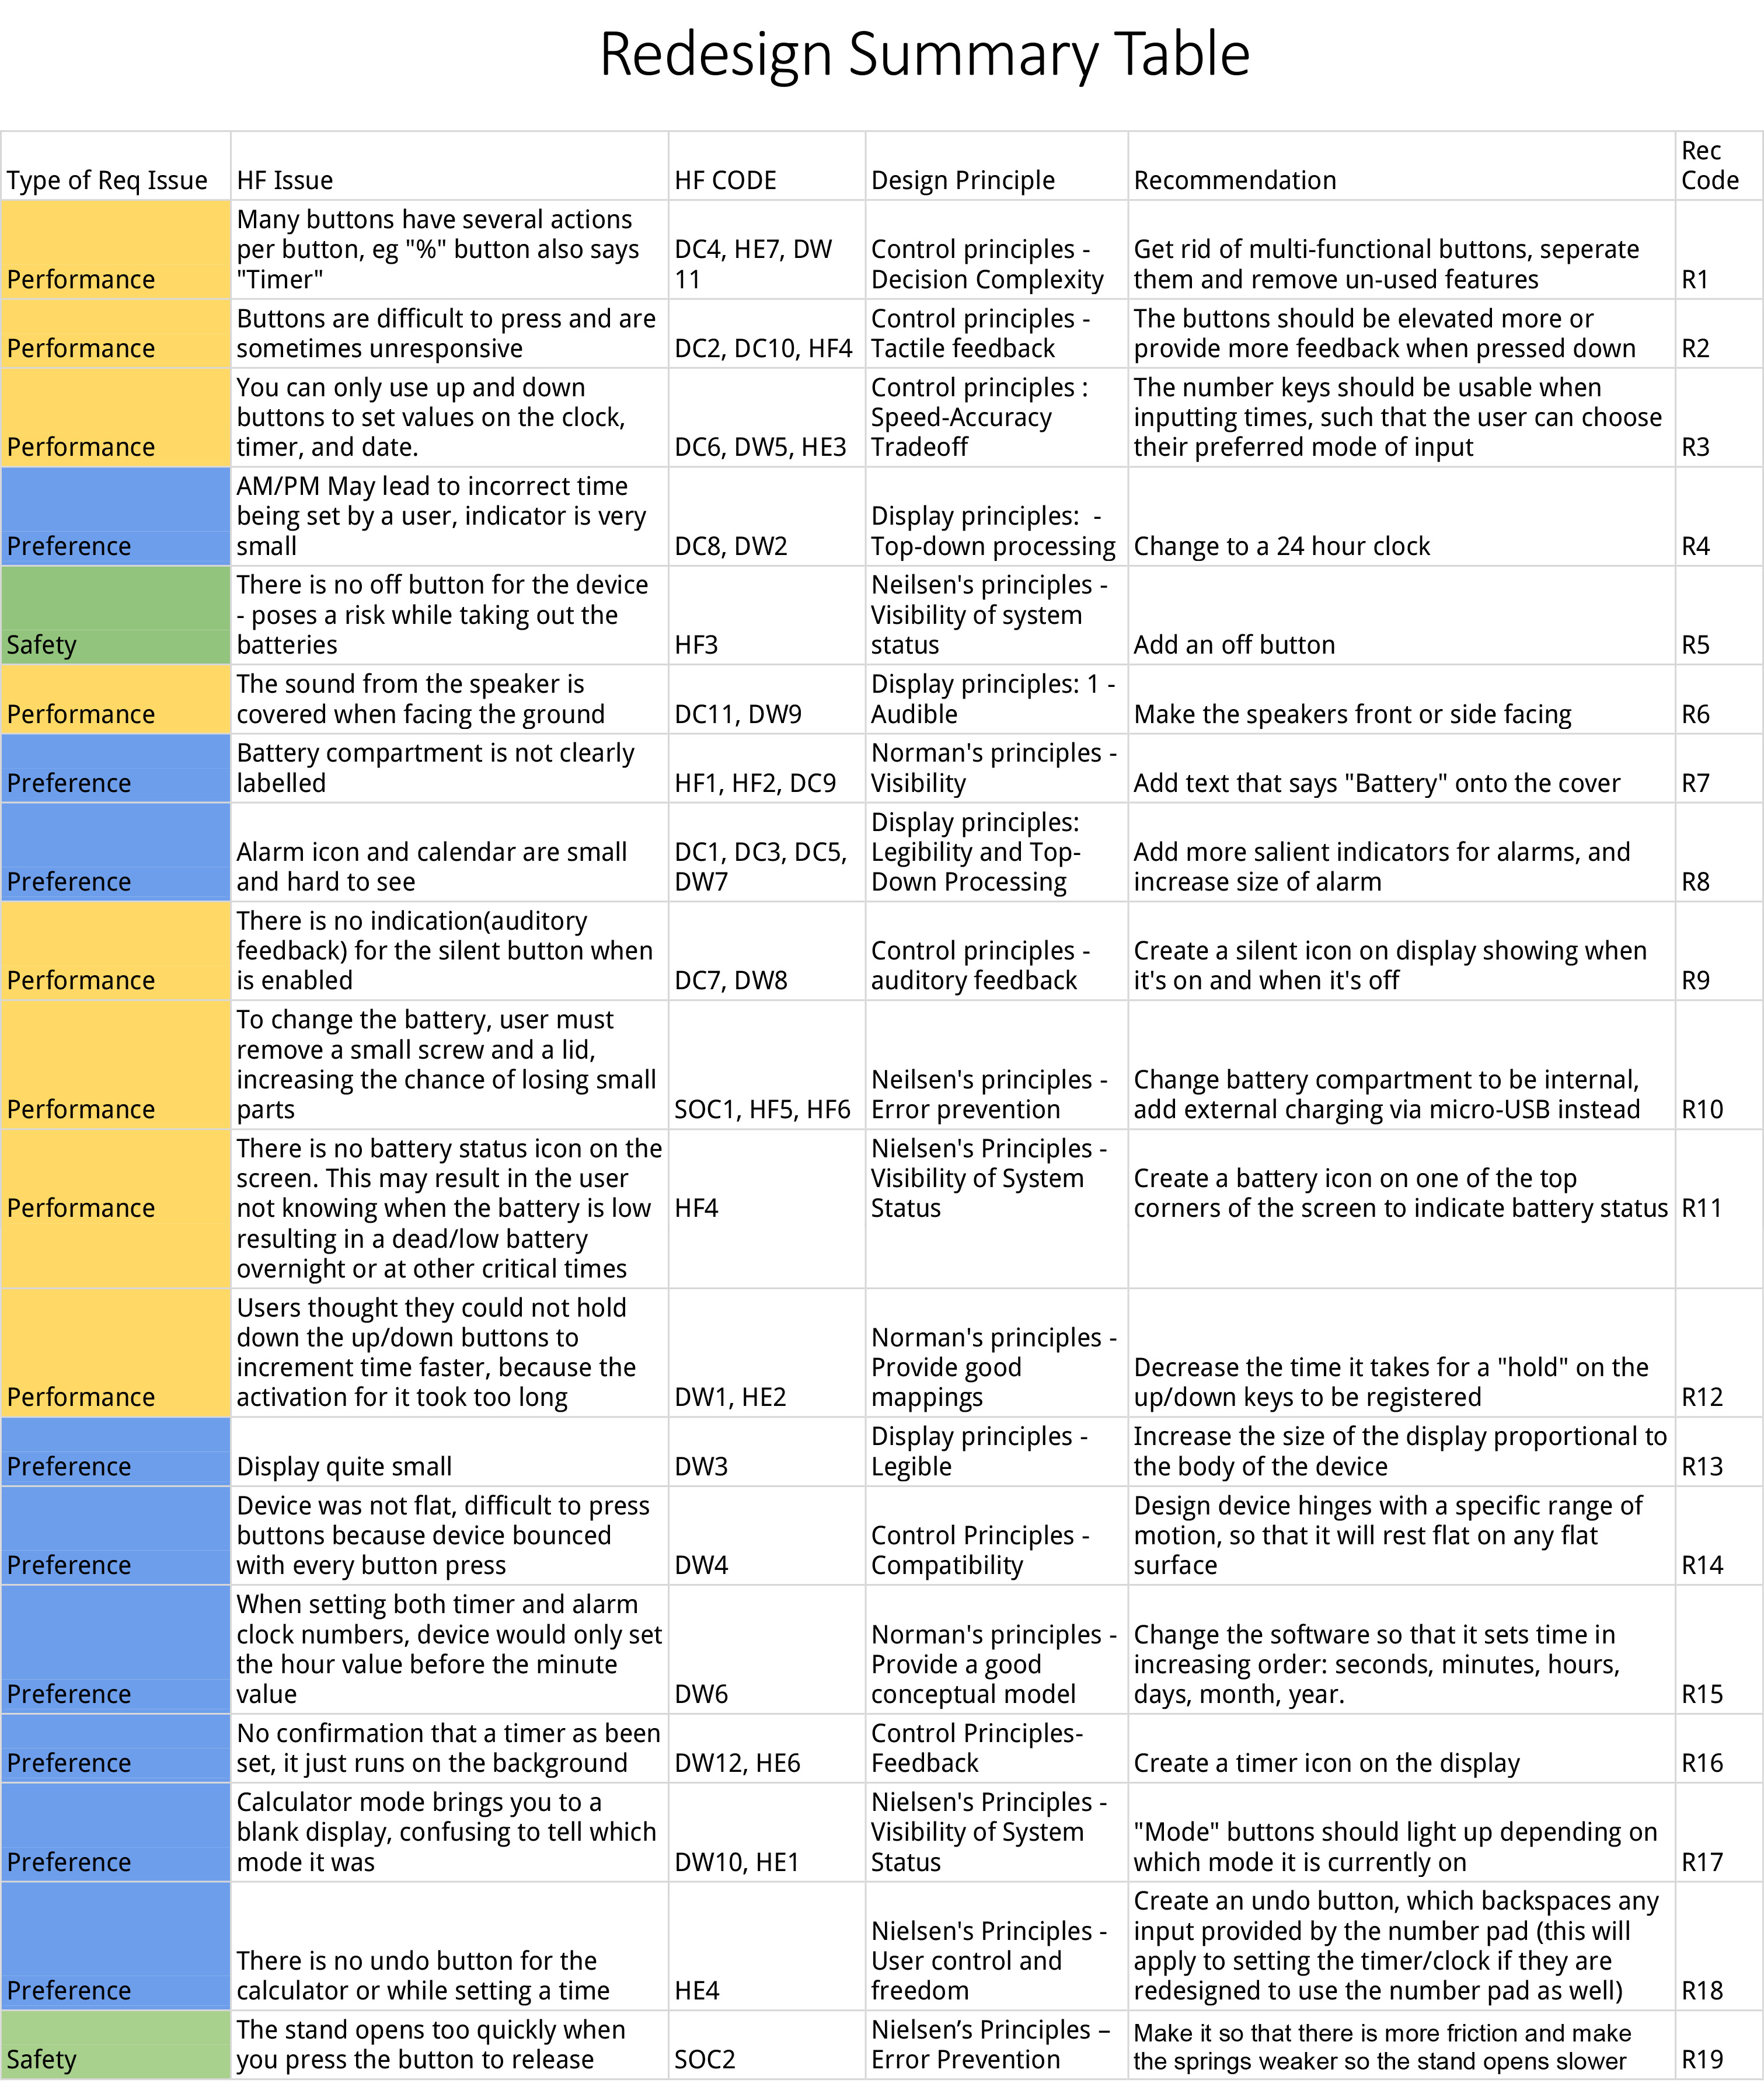 Redesign Summary Table
Type of Req Issue
HF Issue
HF CODE
Design Principle
Recommendation
Rec
Code
Performance
Many buttons have several actions
per button, eg "%" button also says
"Timer"
DC4, HE7, DW
11
Control principles -
Decision Complexity
Get rid of multi-functional buttons, seperate
them and remove un-used features
R1
Performance
Buttons are difficult to press and are
sometimes unresponsive
DC2, DC10, HF4
Control principles -
Tactile feedback
The buttons should be elevated more or
provide more feedback when pressed down
R2
Performance
You can only use up and down
buttons to set values on the clock,
timer, and date.
DC6, DW5, HE3
Control principles :
Speed-Accuracy
Tradeoff
The number keys should be usable when
inputting times, such that the user can choose
their preferred mode of input
R3
Preference
AM/PM May lead to incorrect time
being set by a user, indicator is very
small
DC8, DW2
Display principles:  -
Top-down processing
Change to a 24 hour clock
R4
Safety
There is no off button for the device
- poses a risk while taking out the
batteries
HF3
Neilsen's principles -
Visibility of system
status
Add an off button
R5
Performance
The sound from the speaker is
covered when facing the ground
DC11, DW9
Display principles: 1 -
Audible
Make the speakers front or side facing
R6
Preference
Battery compartment is not clearly
labelled
HF1, HF2, DC9
Norman's principles -
Visibility
Add text that says "Battery" onto the cover
R7
Preference
Alarm icon and calendar are small
and hard to see
DC1, DC3, DC5,
DW7
Display principles:
Legibility and Top-
Down Processing
Add more salient indicators for alarms, and
increase size of alarm
R8
Performance
There is no indication(auditory
feedback) for the silent button when
is enabled
DC7, DW8
Control principles -
auditory feedback
Create a silent icon on display showing when
it's on and when it's off
R9
Performance
To change the battery, user must
remove a small screw and a lid,
increasing the chance of losing small
parts
SOC1, HF5, HF6
Neilsen's principles -
Error prevention
Change battery compartment to be internal,
add external charging via micro-USB instead
R10
Performance
There is no battery status icon on the
screen. This may result in the user
not knowing when the battery is low
resulting in a dead/low battery
overnight or at other critical times
HF4
Nielsen's Principles -
Visibility of System
Status
Create a battery icon on one of the top
corners of the screen to indicate battery status
R11
Performance
Users thought they could not hold
down the up/down buttons to
increment time faster, because the
activation for it took too long
DW1, HE2
Norman's principles -
Provide good
mappings
Decrease the time it takes for a "hold" on the
up/down keys to be registered
R12
Preference
Display quite small
DW3
Display principles -
Legible
Increase the size of the display proportional to
the body of the device
R13
Preference
Device was not flat, difficult to press
buttons because device bounced
with every button press
DW4
Control Principles -
Compatibility
Design device hinges with a specific range of
motion, so that it will rest flat on any flat
surface
R14
Preference
When setting both timer and alarm
clock numbers, device would only set
the hour value before the minute
value
DW6
Norman's principles -
Provide a good
conceptual model
Change the software so that it sets time in
increasing order: seconds, minutes, hours,
days, month, year.
R15
Preference
No confirmation that a timer as been
set, it just runs on the background
DW12, HE6
Control Principles-
Feedback
Create a timer icon on the display
R16
Preference
Calculator mode brings you to a
blank display, confusing to tell which
mode it was
DW10, HE1
Nielsen's Principles -
Visibility of System
Status
"Mode" buttons should light up depending on
which mode it is currently on
R17
Preference
There is no undo button for the
calculator or while setting a time
HE4
Nielsen's Principles -
User control and
freedom
Create an undo button, which backspaces any
input provided by the number pad (this will
apply to setting the timer/clock if they are
redesigned to use the number pad as well)
R18
Safety
The stand opens too quickly when
you press the button to release
SOC2
Nielsen’s Principles –
Error Prevention
Make it so that there is more friction and make
the springs weaker so the stand opens slower
R19